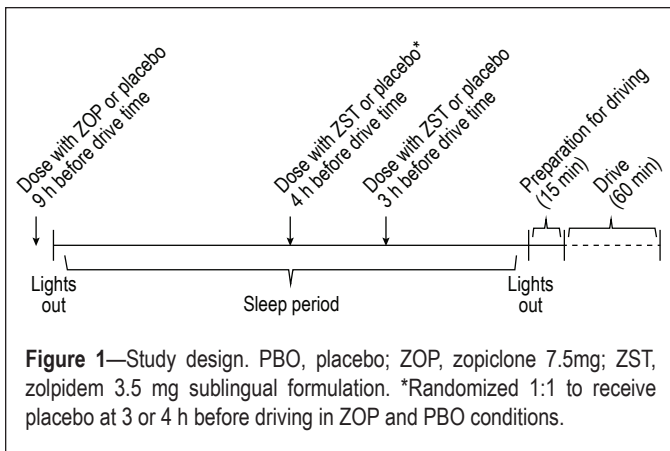 Dose with ZOP or placebo
9 h before drive time
Dose with ZST or placebo*
4 h before drive time
Dose with ZST or placebo
3 h before drive time
Preparation for driving
(15 min)
Drive
(60 min)
Lights
out
Sleep period
Lights
out
Figure 1—Study design. PBO, placebo; ZOP, zopiclone 7.5mg; ZST,
zolpidem 3.5 mg sublingual formulation. *Randomized 1:1 to receive
placebo at 3 or 4 h before driving in ZOP and PBO conditions.